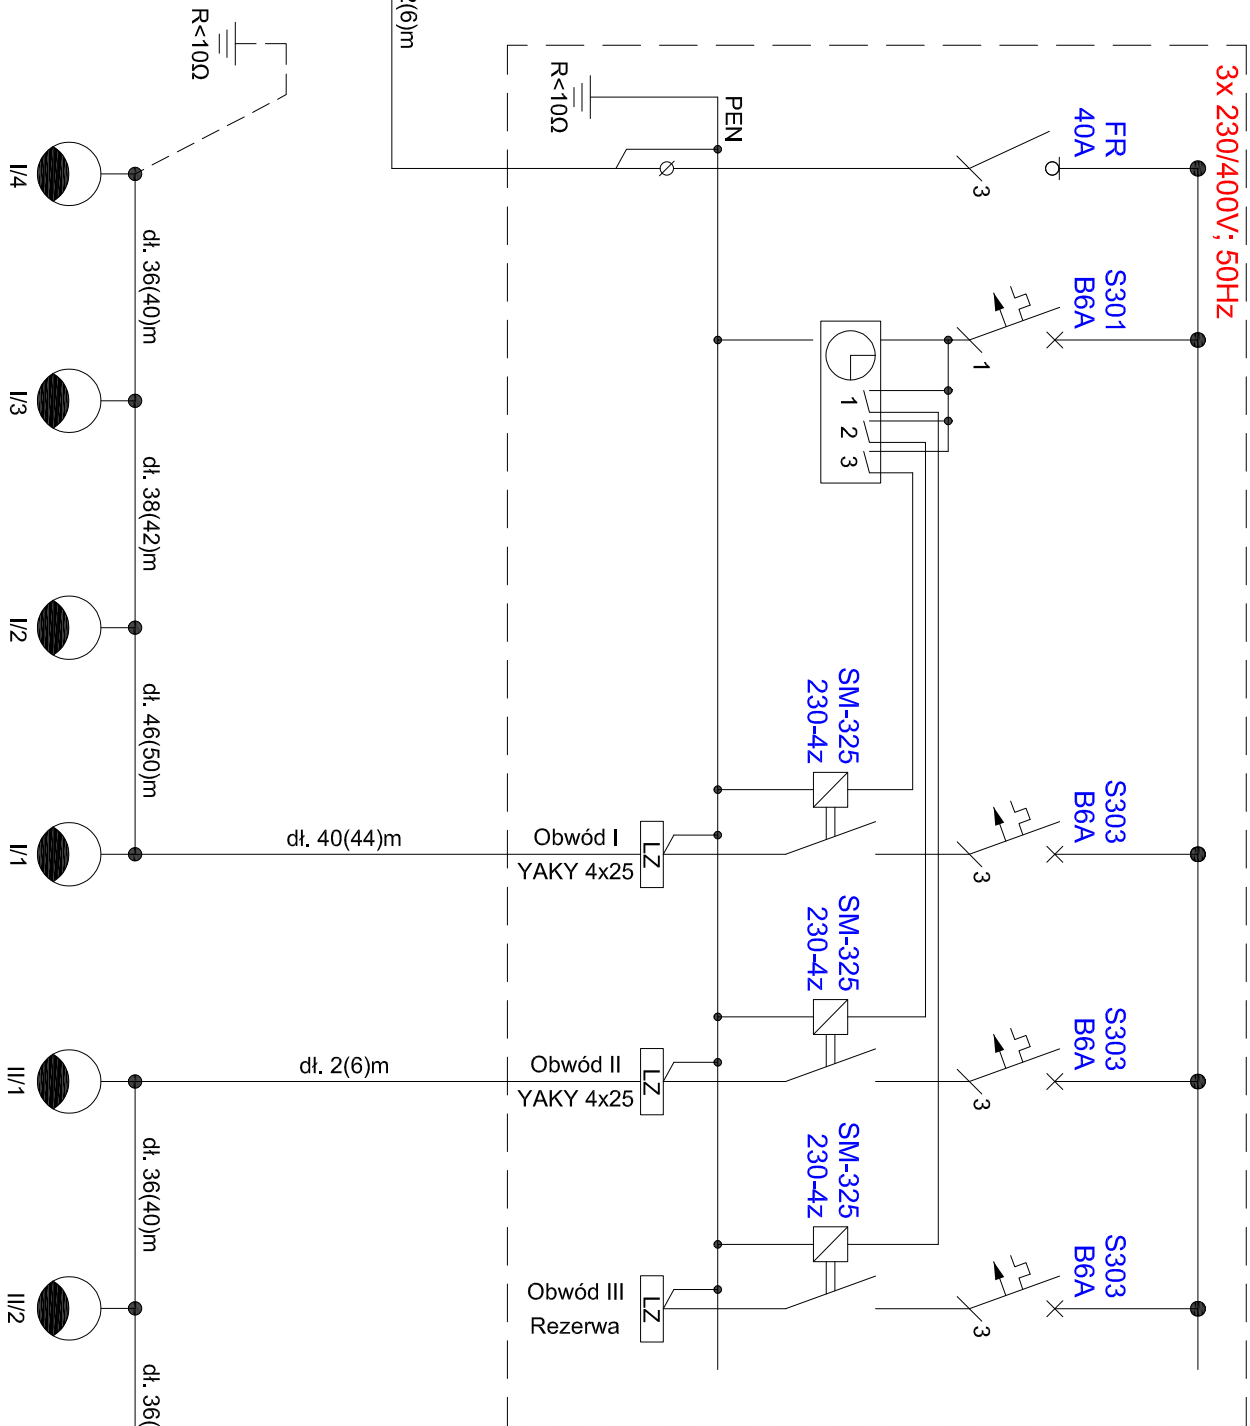 3x 230/400V; 50Hz
FR
40A
3
S301
B6A
1
S303
B6A
3
S303
B6A
3
S303
B6A
3
1
2
3
SM-325
230-4z
SM-325
230-4z
SM-325
230-4z
PEN
R<10Ω
LZ
Obwód I
YAKY 4x25
dł. 40(44)m
LZ
Obwód II
YAKY 4x25
dł. 2(6)m
LZ
Obwód III
Rezerwa
2(6)m
R<10Ω
dł. 36(40)m
dł. 38(42)m
dł. 46(50)m
dł. 36(40)m
dł. 36(
I/4
I/3
I/2
I/1
II/1
II/2